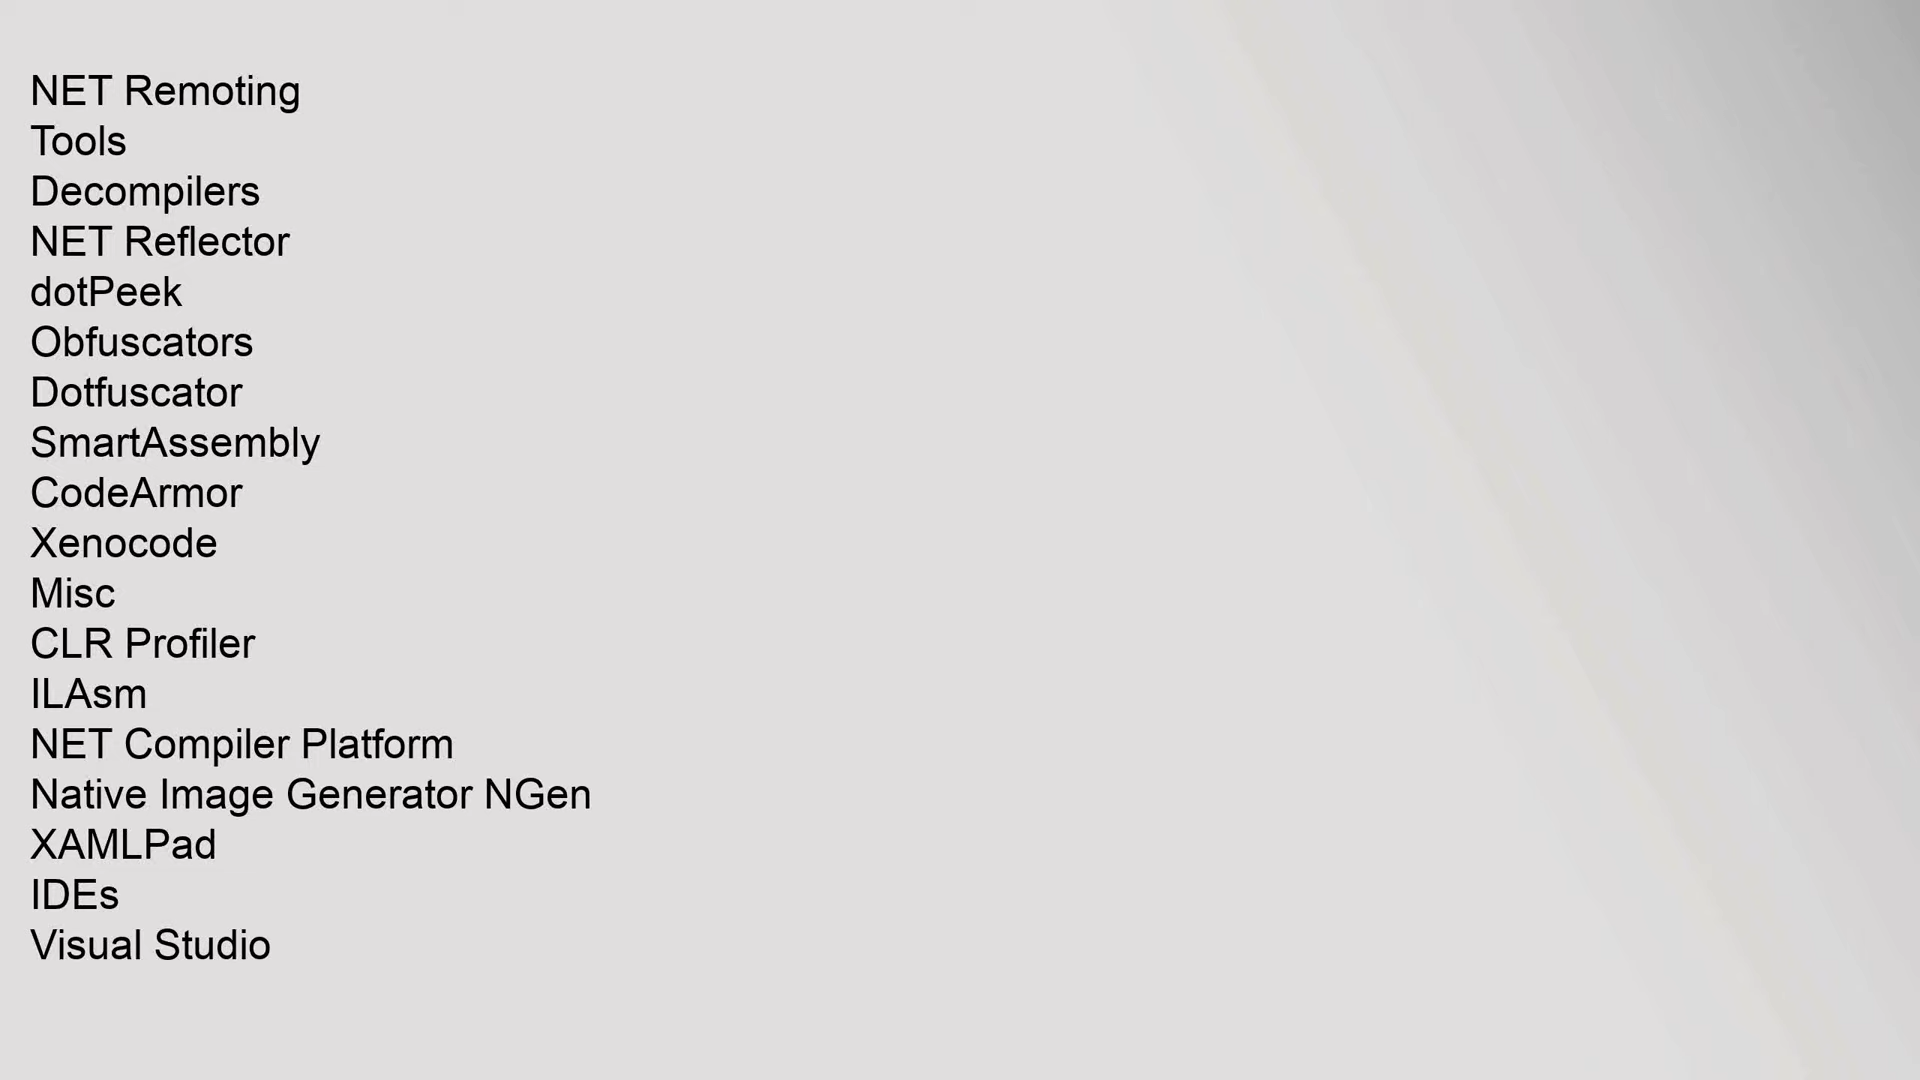 NET Remoting
Tools
Decompilers
NET Reflector
dotPeek
Obfuscators
Dotfuscator
SmartAssembly
CodeArmor
Xenocode
Misc
CLR Profiler
ILAsm
NET Compiler Platform
Native Image Generator NGen
XAMLPad
IDEs
Visual Studio